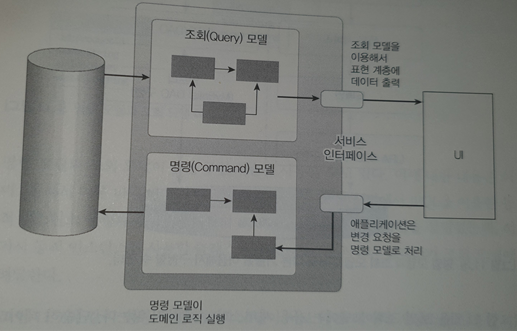 조회(Query) 모델
조회 모델을
이용해서
표현 계층에
데이터 출력
서비스
인터페이스
UI
명령(Command) 모델
애플리케이션은
변경 요청을
명령 모델로 처리
명령 모델이
도메인 로직 실행